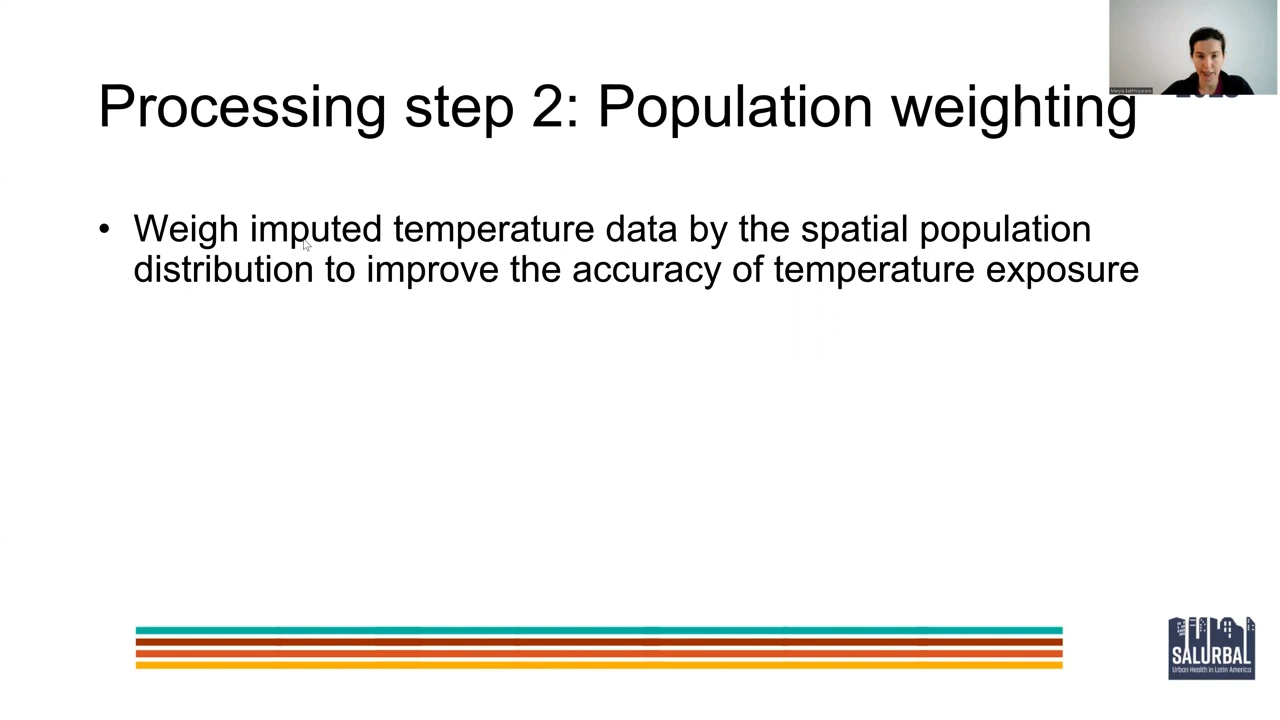 Processing step 2: Population weighting
• Weigh imputed temperature data by the spatial population
distribution to improve the accuracy of temperature exposure
SALURBAL
Urban Health in Latin America